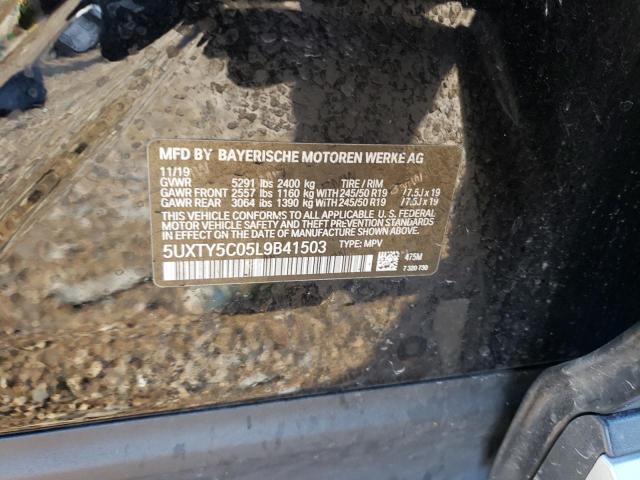 MFD BY BAYERISCHE MOTOREN WERKE AG
11/19
GVWR 5291 lbs 2400 kg TIRE / RIM
GAWR FRONT 2557 lbs 1160 kg WITH 245/50 R19 /7.5J x 19
GAWR REAR 3064 lbs 1390 kg WITH 245/50 R19 /7.5J x 19
THIS VEHICLE CONFORMS TO ALL APPLICABLE U.S. FEDERAL
MOTOR VEHICLE SAFETY, BUMPER, AND THEFT PREVENTION
STANDARDS IN EFFECT ON THE DATE OF MANUFACTURE SHOWN ABOVE.
5UXTY5C05L9B41503 TYPE: MPV
475M
7 320 730